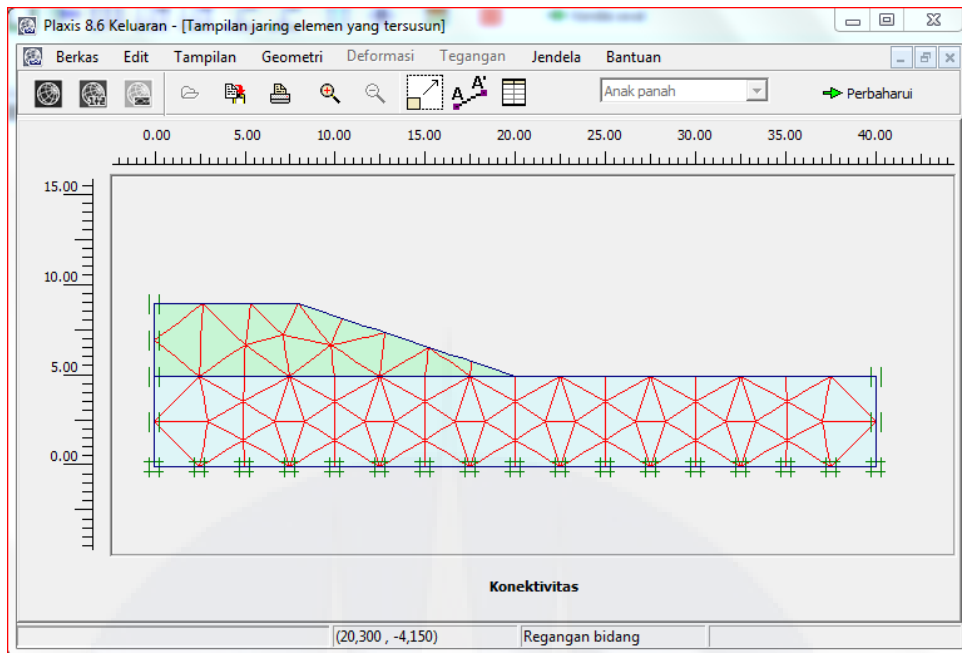 Plaxis 8.6 Keluaran - [Tampilan jaring elemen yang tersusun]
Berkas Edit Tampilan Geometri Deformasi Tegangan Jendela Bantuan
Anak panah Perbaharui
0.00 5.00 10.00 15.00 20.00 25.00 30.00 35.00 40.00
15.00
10.00
5.00
0.00
Konektivitas
(20,300 , -4,150) Regangan bidang